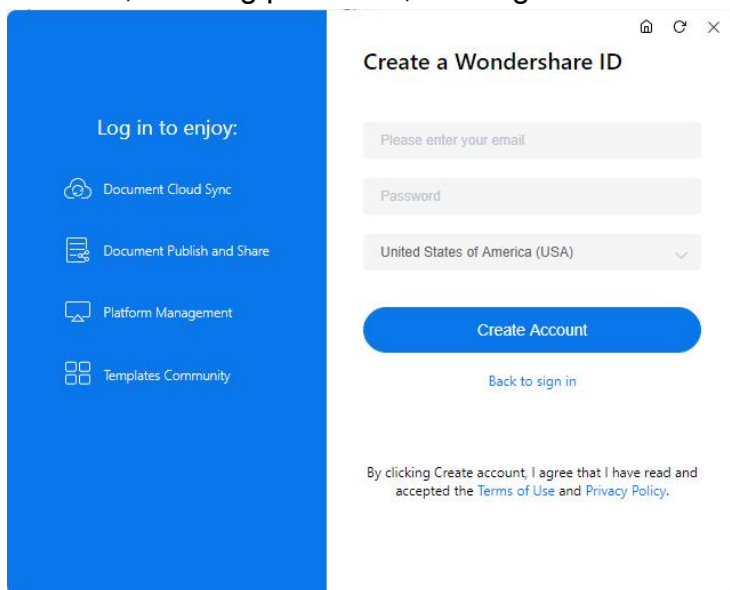 Create a Wondershare ID
Log in to enjoy:
Document Cloud Sync
Document Publish and Share
Platform Management
Templates Community
Please enter your email
Password
United States of America (USA)
Create Account
Back to sign in
By clicking Create account, I agree that I have read and
accepted the Terms of Use and Privacy Policy.